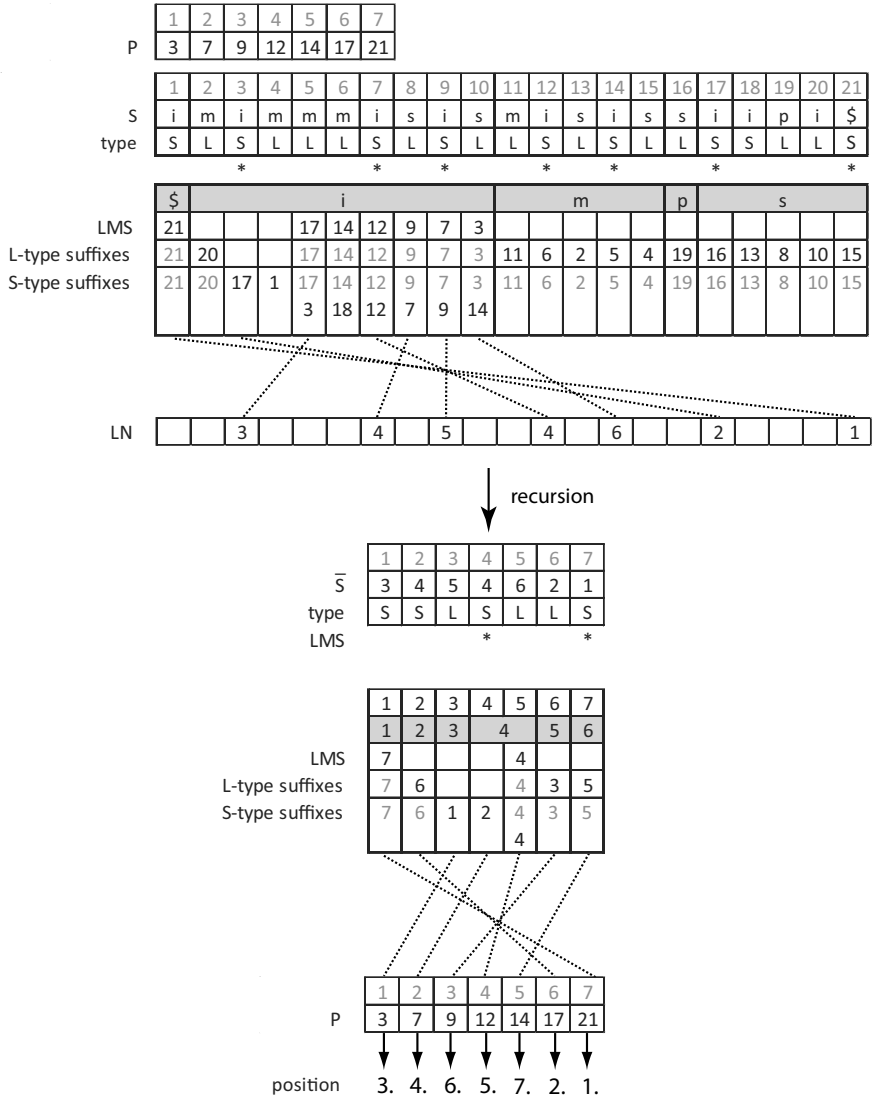 1 2 3 4 5 6 7
P 3 7 9 12 14 17 21
1 2 3 4 5 6 7 8 9 10 11 12 13 14 15 16 17 18 19 20 21
S i m i m m m i s i s m i s i s s i i p i $
type S L S L L L S L S L L S L S L L S S L L S
* * * * * * *
$ i m p s
LMS 21 17 14 12 9 7 3
L-type suffixes 21 20 17 14 12 9 7 3 11 6 2 5 4 19 16 13 8 10 15
S-type suffixes 21 20 17 1 17 14 12 9 7 3 11 6 2 5 4 19 16 13 8 10 15
3 18 12 7 9 14
LN 3 4 5 4 6 2 1
recursion
1 2 3 4 5 6 7
S̅ 3 4 5 4 6 2 1
type S S L S L L S
LMS * *
1 2 3 4 5 6 7
1 2 3 4 5 6
LMS 7 4
L-type suffixes 7 6 4 3 5
S-type suffixes 7 6 1 2 4 3 5
4
1 2 3 4 5 6 7
P 3 7 9 12 14 17 21
position 3. 4. 6. 5. 7. 2. 1.